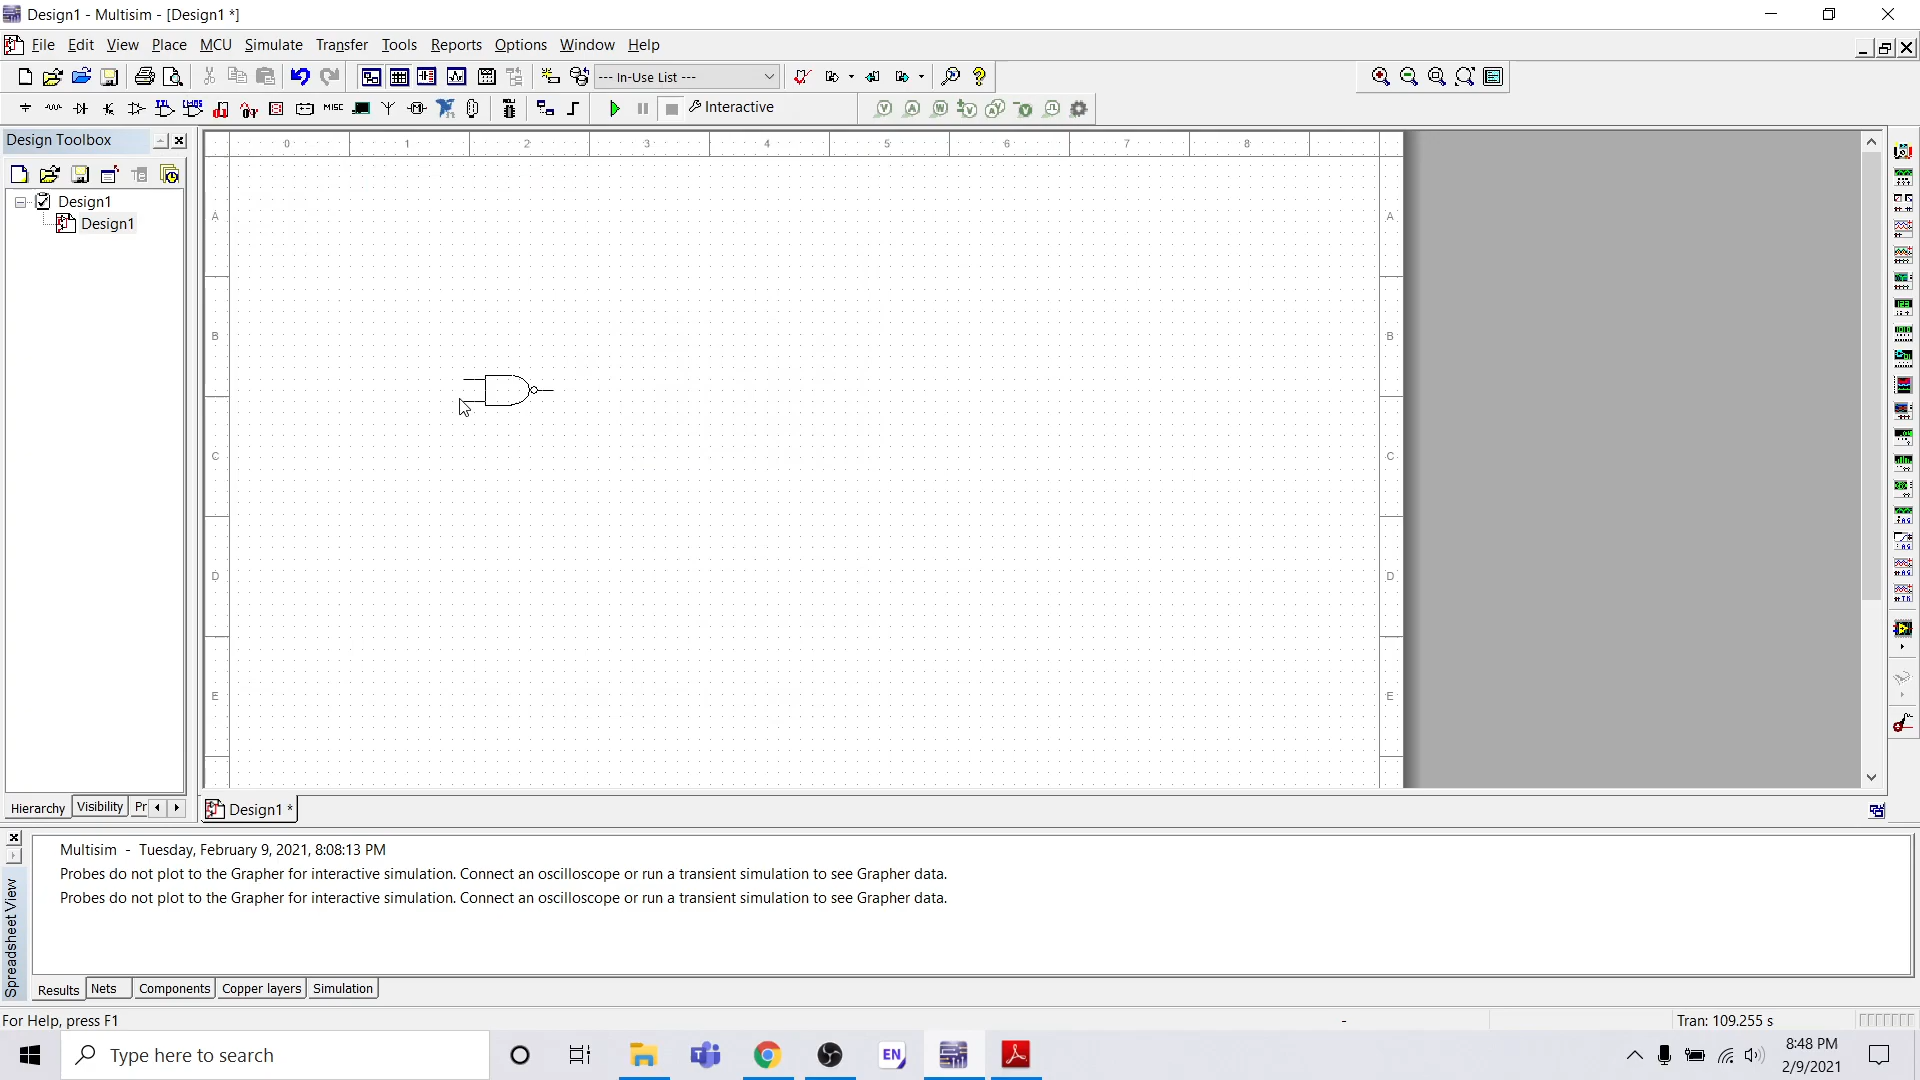 Design1 - Multisim - [Design1 *]
File Edit View Place MCU Simulate Transfer Tools Reports Options Window Help
--- In-Use List ---
MISC
Interactive
Design Toolbox
0 1 2 3 4 5 6 7 8
Design1
Design1
A A
B B
C C
D D
E E
Hierarchy Visibility Pr
Design1 *
Multisim - Tuesday, February 9, 2021, 8:08:13 PM
Probes do not plot to the Grapher for interactive simulation. Connect an oscilloscope or run a transient simulation to see Grapher data.
Probes do not plot to the Grapher for interactive simulation. Connect an oscilloscope or run a transient simulation to see Grapher data.
Spreadsheet View
Results Nets Components Copper layers Simulation
For Help, press F1
- Tran: 109.255 s
Type here to search
EN
8:48 PM
2/9/2021